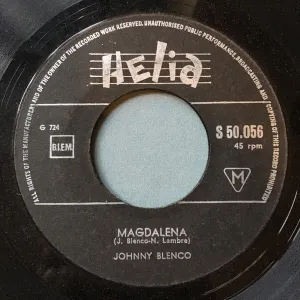 ALL RIGHTS OF THE MANUFACTURER AND OF THE OWNER OF THE RECORDED WORK RESERVED. UNAUTHORISED PUBLIC PERFORMANCE, BROADCASTING AND COPYING OF THIS RECORD PROHIBITED
Helia
G 724
S 50.056
45 rpm
B.I.E.M.
M
MAGDALENA
(J. Blenco-N. Lambre)
JOHNNY BLENCO